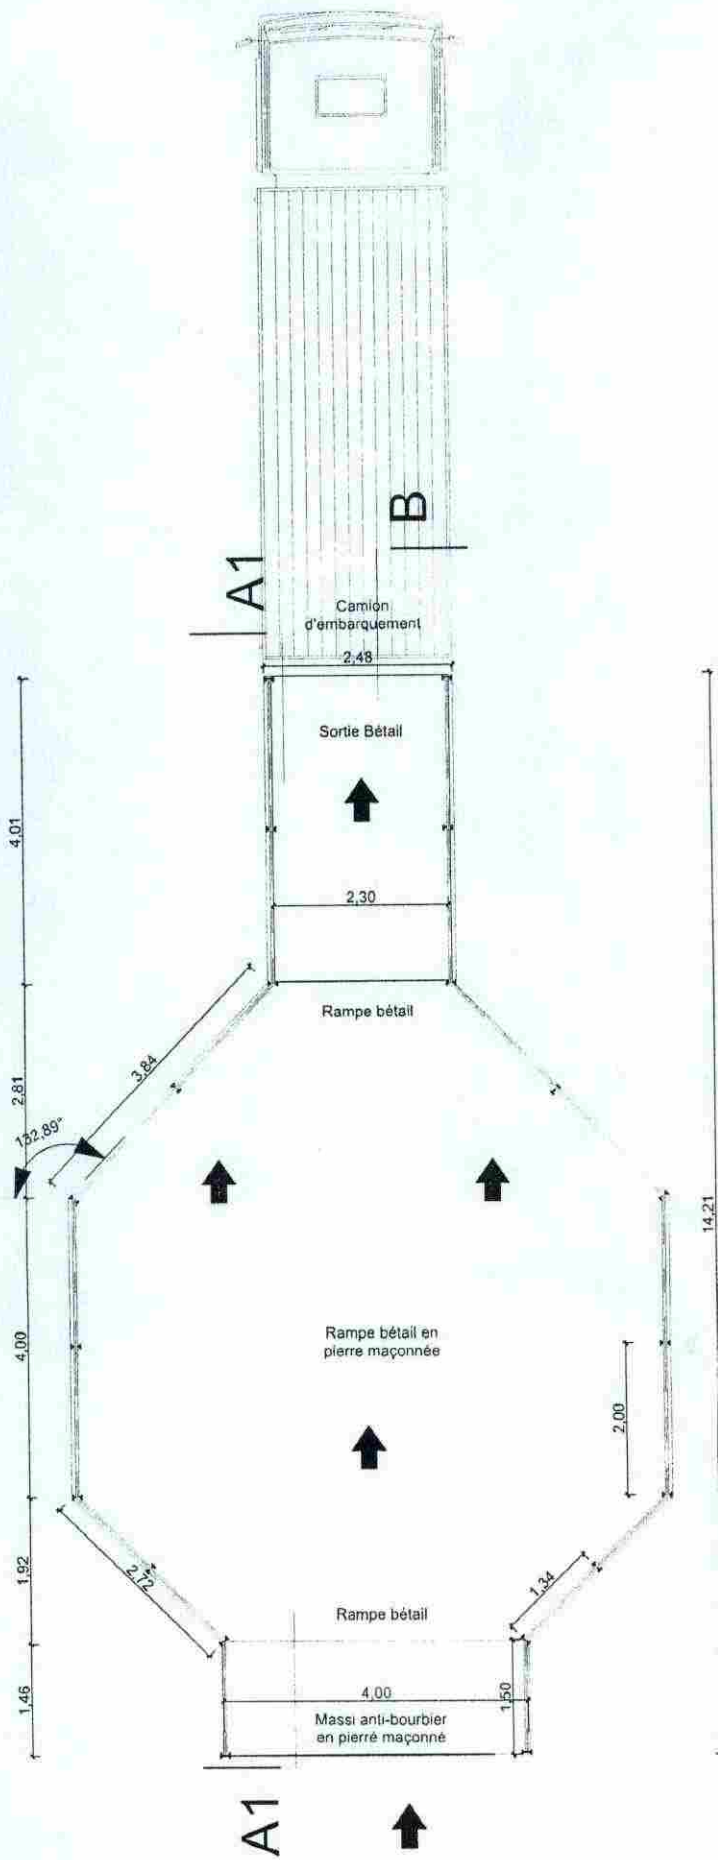 A1
B
Camion
d'embarquement
2,48
Sortie Bétail
4,01
2,30
Rampe bétail
3,84
2,81
132,89°
14,21
Rampe bétail en
pierre maçonnée
4,00
2,00
1,92
2,72
1,34
Rampe bétail
1,46
4,00
1,50
Massi anti-bourbier
en pierré maçonné
A1